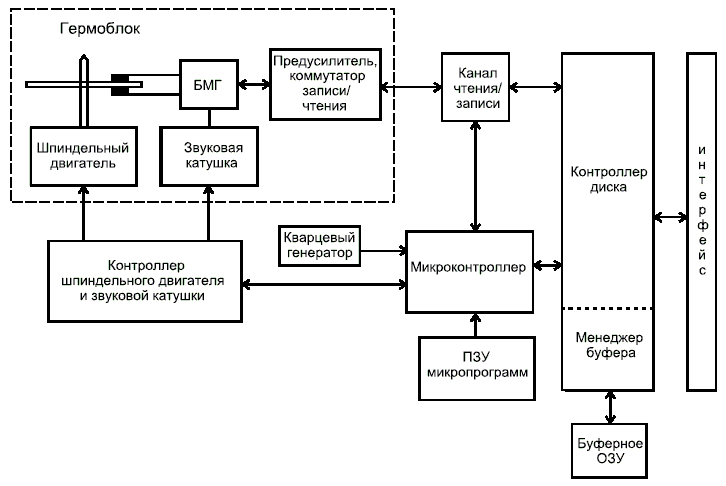 Гермоблок
БМГ
Предусилитель,
коммутатор
записи/
чтения
Канал
чтения/
записи
Шпиндельный
двигатель
Звуковая
катушка
Контроллер
диска
интерфейс
Кварцевый
генератор
Контроллер
шпиндельного двигателя
и звуковой катушки
Микроконтроллер
Менеджер
буфера
ПЗУ
микропрограмм
Буферное
ОЗУ